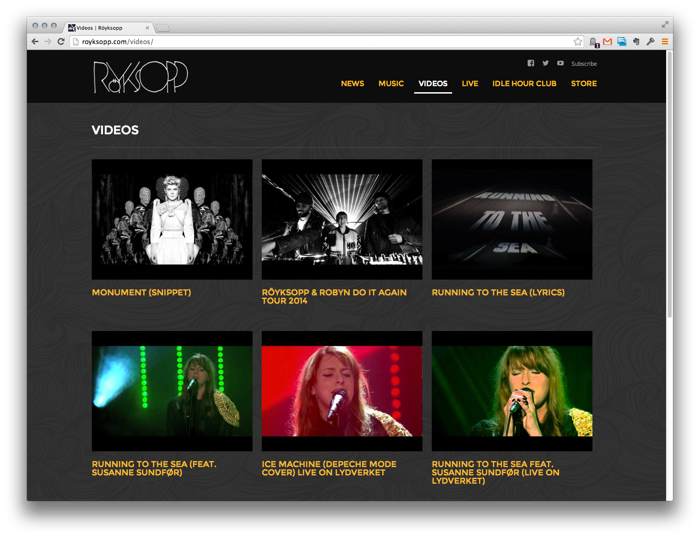 Videos | Röyksopp
royksopp.com/videos/
RÖYKSOPP
Subscribe
NEWS MUSIC VIDEOS LIVE IDLE HOUR CLUB STORE
VIDEOS
RUNNING
TO THE
SEA
MONUMENT (SNIPPET)
RÖYKSOPP & ROBYN DO IT AGAIN
TOUR 2014
RUNNING TO THE SEA (LYRICS)
RUNNING TO THE SEA (FEAT.
SUSANNE SUNDFØR)
ICE MACHINE (DEPECHE MODE
COVER) LIVE ON LYDVERKET
RUNNING TO THE SEA FEAT.
SUSANNE SUNDFØR (LIVE ON
LYDVERKET)